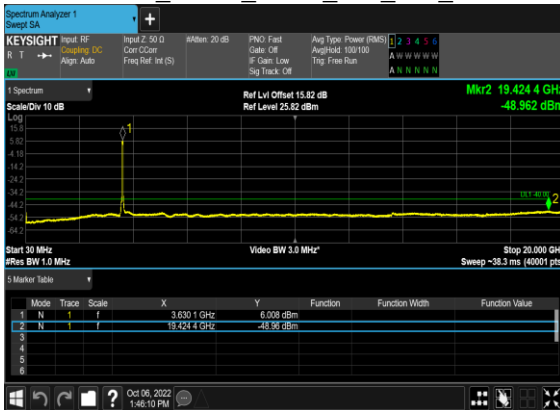 Spectrum Analyzer 1
Swept SA
+
KEYSIGHT Input: RF Input Z: 50 Ω #Atten: 20 dB PNO: Fast Avg Type: Power (RMS) 1 2 3 4 5 6
R T Coupling: DC Corr CCorr Gate: Off Avg|Hold: 100/100 A W W W W W
Align: Auto Freq Ref: Int (S) IF Gain: Low Trig: Free Run
Sig Track: Off A N N N N N
1 Spectrum Ref Lvl Offset 15.82 dB Mkr2 19.424 4 GHz
Scale/Div 10 dB Ref Level 25.82 dBm -48.962 dBm
Log
15.8
5.82
-4.18
-14.2
-24.2
-34.2
-44.2
-54.2
-64.2
1
2
Start 30 MHz Video BW 3.0 MHz* Stop 20.000 GHz
#Res BW 1.0 MHz Sweep ~38.3 ms (40001 pts)
5 Marker Table
Mode Trace Scale X Y Function Function Width Function Value
1 N 1 f 3.630 1 GHz 6.008 dBm
2 N 1 f 19.424 4 GHz -48.96 dBm
3
4
5
6
? Oct 06, 2022
1:46:10 PM